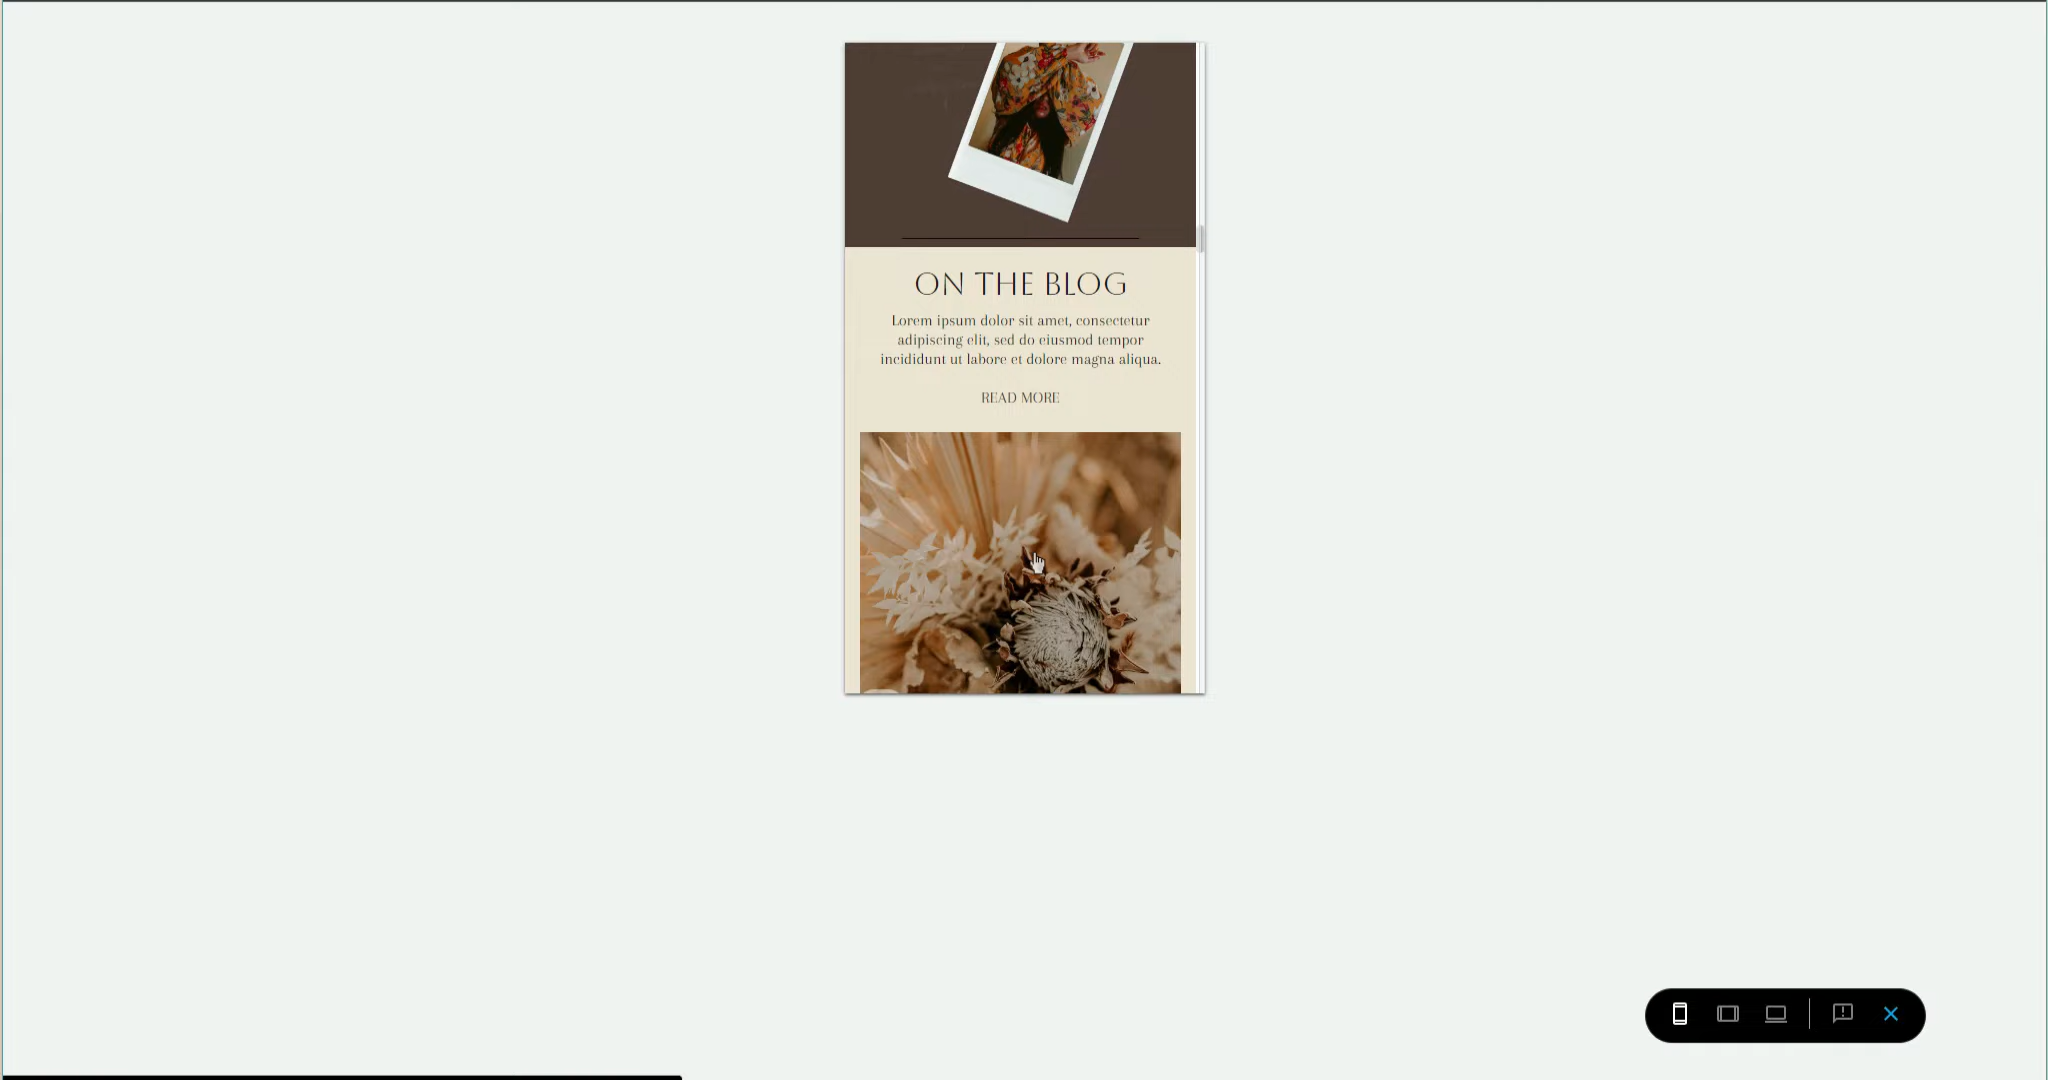 ON THE BLOG
Lorem ipsum dolor sit amet, consectetur
adipiscing elit, sed do eiusmod tempor
incididunt ut labore et dolore magna aliqua.
READ MORE